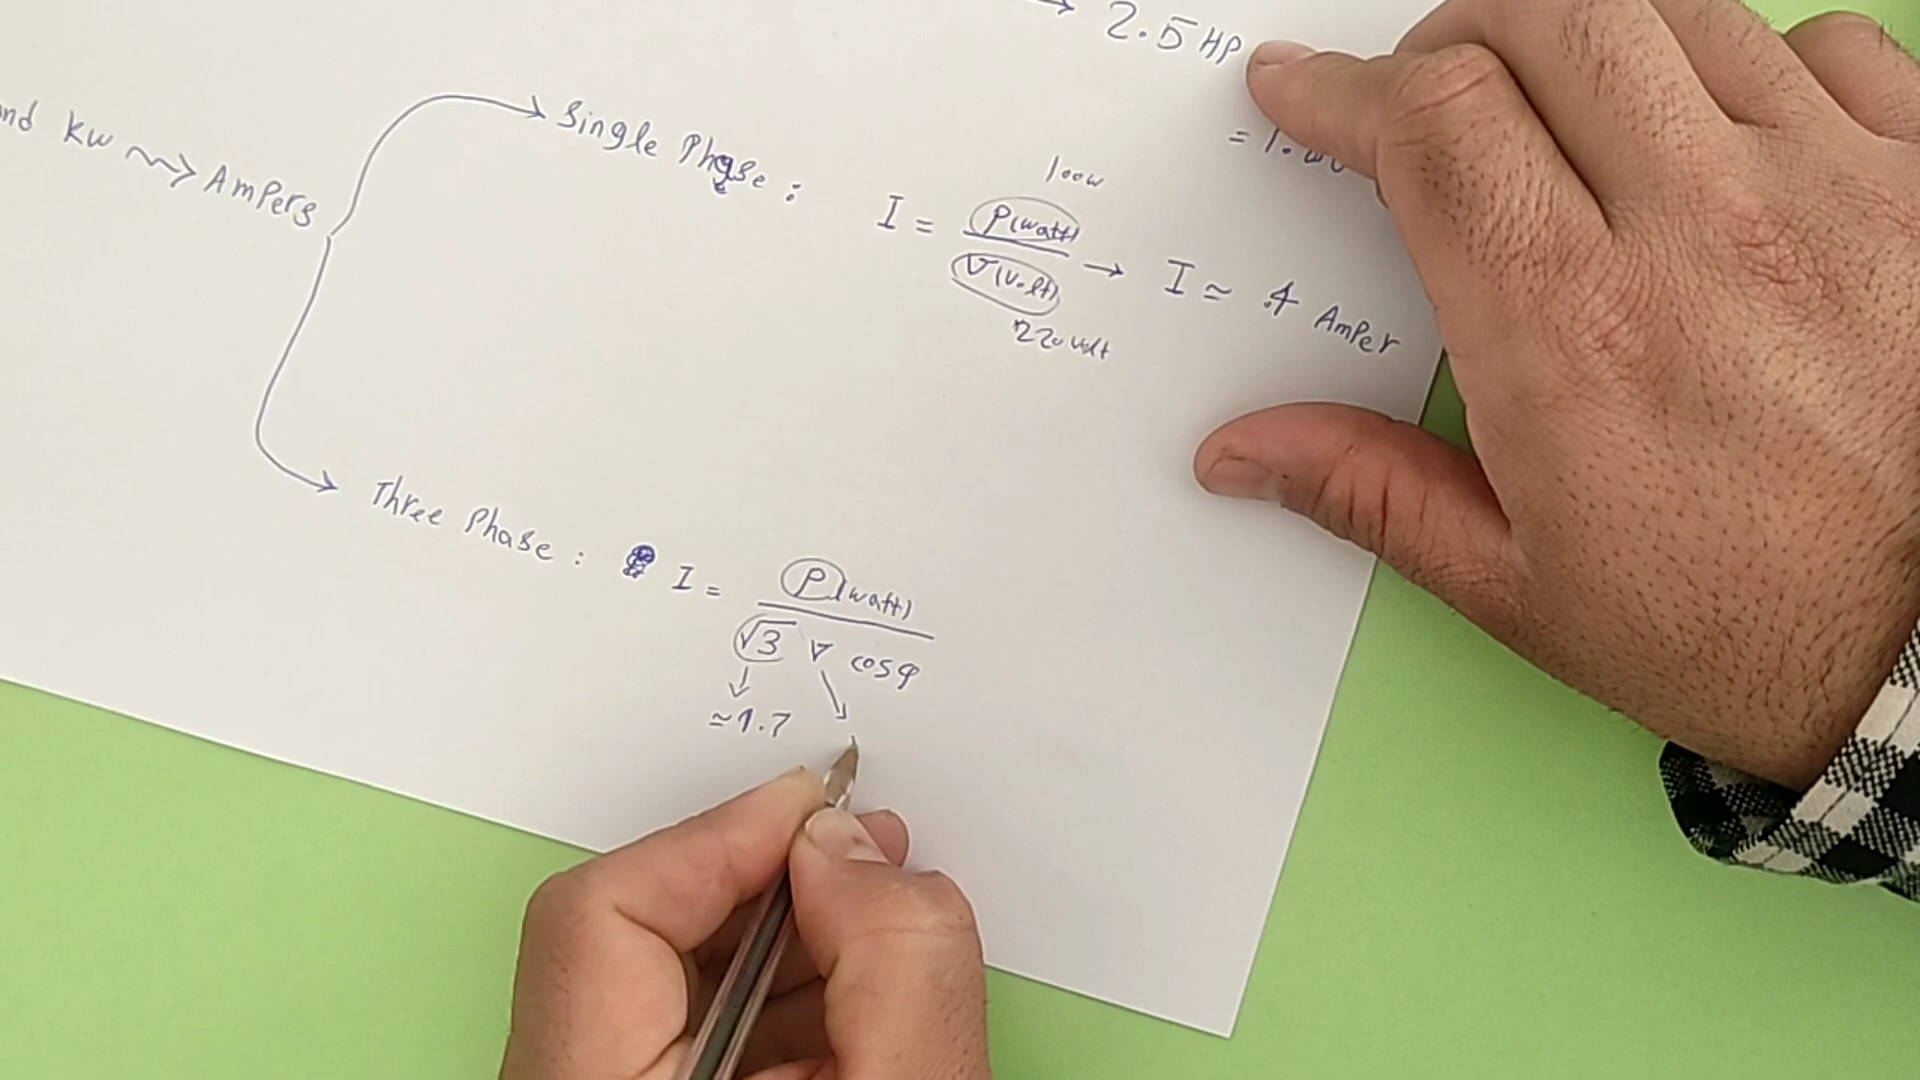 2.5 HP
kw ⇝ AmPers
Single Phase :
100w
I = P(watt) / V(Volt) → I ≃ .4 AmPer
220 Volt
Three Phase : I = P(watt) / √3 V cosφ
≃1.7